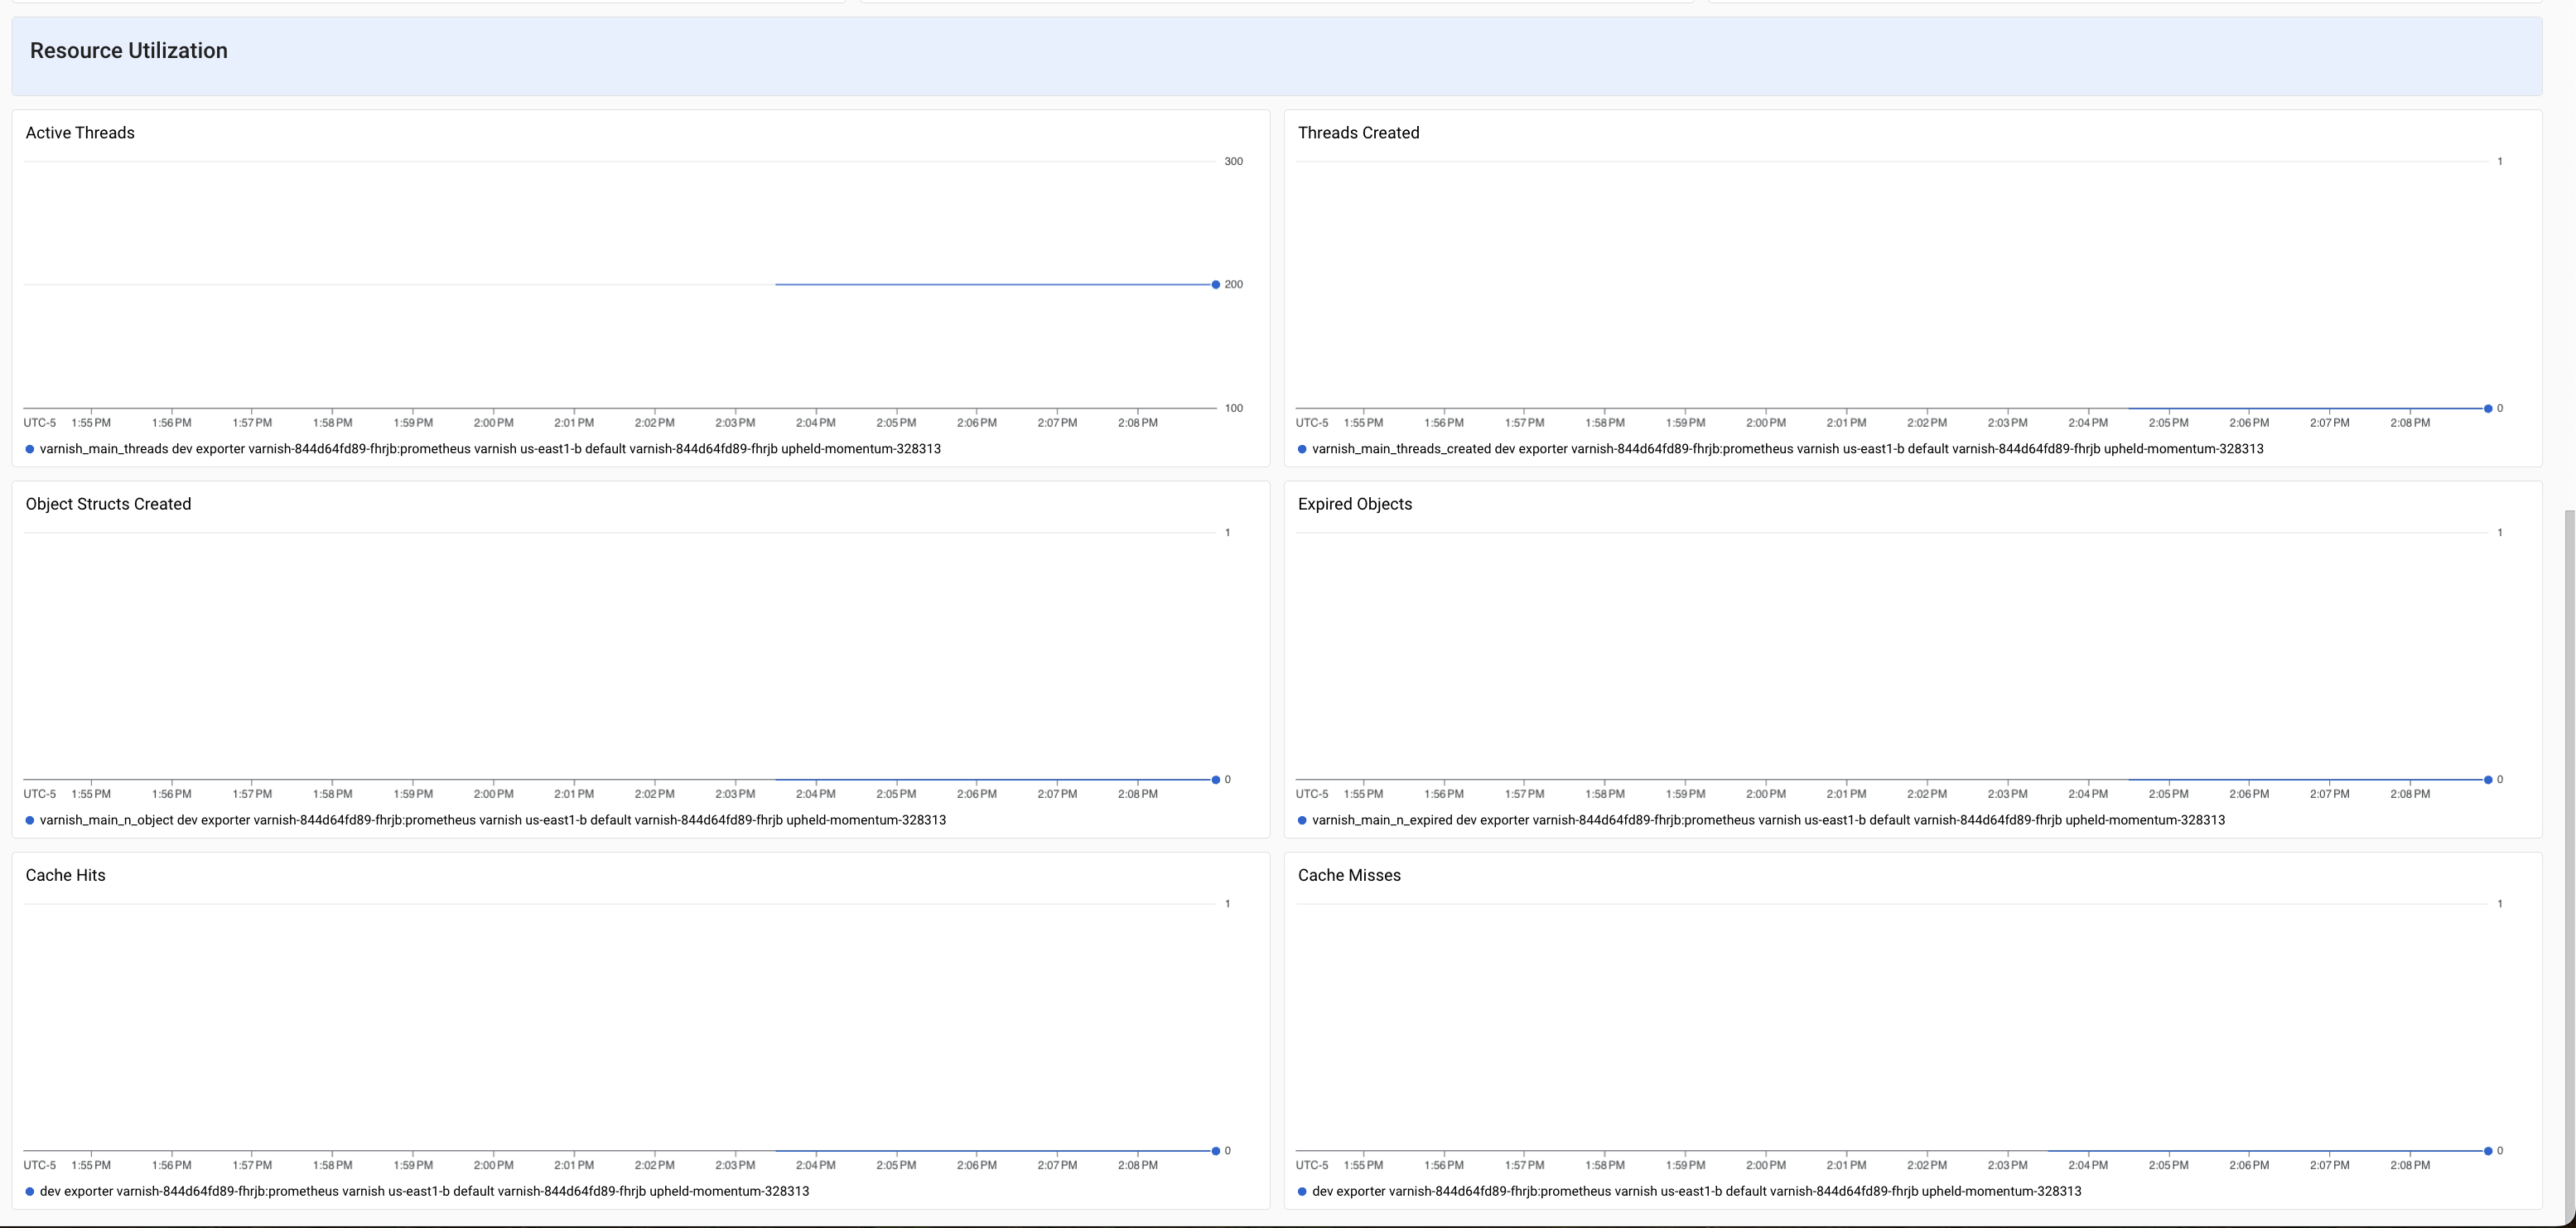 Resource Utilization
Active Threads
300
200
100
UTC-5 1:55 PM 1:56 PM 1:57 PM 1:58 PM 1:59 PM 2:00 PM 2:01 PM 2:02 PM 2:03 PM 2:04 PM 2:05 PM 2:06 PM 2:07 PM 2:08 PM
varnish_main_threads dev exporter varnish-844d64fd89-fhrjb:prometheus varnish us-east1-b default varnish-844d64fd89-fhrjb upheld-momentum-328313
Threads Created
1
0
UTC-5 1:55 PM 1:56 PM 1:57 PM 1:58 PM 1:59 PM 2:00 PM 2:01 PM 2:02 PM 2:03 PM 2:04 PM 2:05 PM 2:06 PM 2:07 PM 2:08 PM
varnish_main_threads_created dev exporter varnish-844d64fd89-fhrjb:prometheus varnish us-east1-b default varnish-844d64fd89-fhrjb upheld-momentum-328313
Object Structs Created
1
0
UTC-5 1:55 PM 1:56 PM 1:57 PM 1:58 PM 1:59 PM 2:00 PM 2:01 PM 2:02 PM 2:03 PM 2:04 PM 2:05 PM 2:06 PM 2:07 PM 2:08 PM
varnish_main_n_object dev exporter varnish-844d64fd89-fhrjb:prometheus varnish us-east1-b default varnish-844d64fd89-fhrjb upheld-momentum-328313
Expired Objects
1
0
UTC-5 1:55 PM 1:56 PM 1:57 PM 1:58 PM 1:59 PM 2:00 PM 2:01 PM 2:02 PM 2:03 PM 2:04 PM 2:05 PM 2:06 PM 2:07 PM 2:08 PM
varnish_main_n_expired dev exporter varnish-844d64fd89-fhrjb:prometheus varnish us-east1-b default varnish-844d64fd89-fhrjb upheld-momentum-328313
Cache Hits
1
0
UTC-5 1:55 PM 1:56 PM 1:57 PM 1:58 PM 1:59 PM 2:00 PM 2:01 PM 2:02 PM 2:03 PM 2:04 PM 2:05 PM 2:06 PM 2:07 PM 2:08 PM
dev exporter varnish-844d64fd89-fhrjb:prometheus varnish us-east1-b default varnish-844d64fd89-fhrjb upheld-momentum-328313
Cache Misses
1
0
UTC-5 1:55 PM 1:56 PM 1:57 PM 1:58 PM 1:59 PM 2:00 PM 2:01 PM 2:02 PM 2:03 PM 2:04 PM 2:05 PM 2:06 PM 2:07 PM 2:08 PM
dev exporter varnish-844d64fd89-fhrjb:prometheus varnish us-east1-b default varnish-844d64fd89-fhrjb upheld-momentum-328313